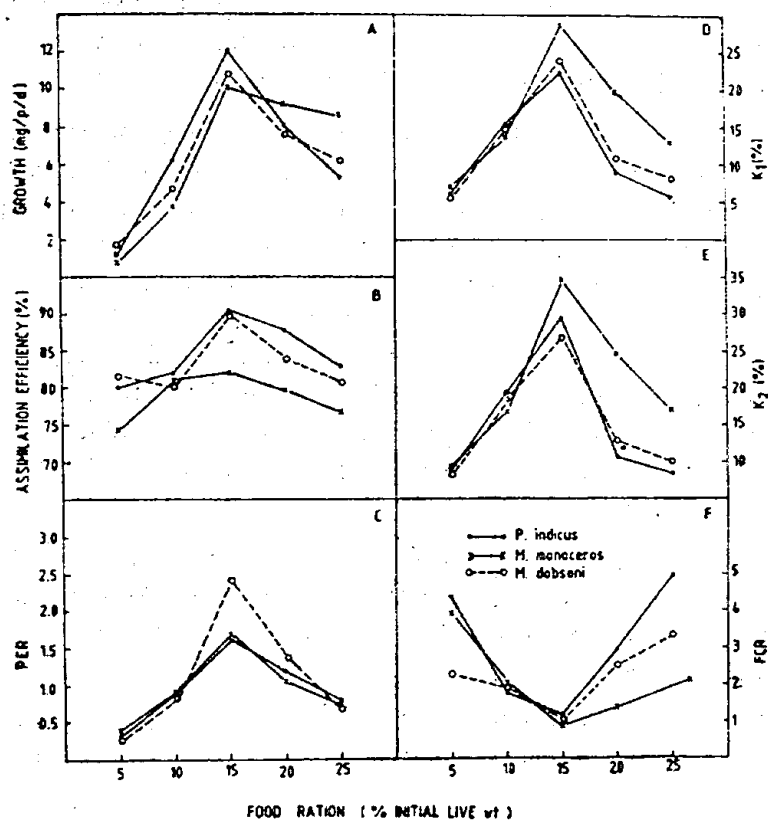 A
GROWTH (mg/p/d)
12
10
8
6
4
2
B
ASSIMILATION EFFICIENCY (%)
90
85
80
75
70
C
PER
3.0
2.5
2.0
1.5
1.0
0.5
5 10 15 20 25
D
K1(%)
25
20
15
10
5
E
K2 (%)
35
30
25
20
10
F
P. indicus
M. monoceros
M. dobsoni
FCR
5
4
3
2
1
5 10 15 20 25
FOOD RATION ( % INITIAL LIVE wt )